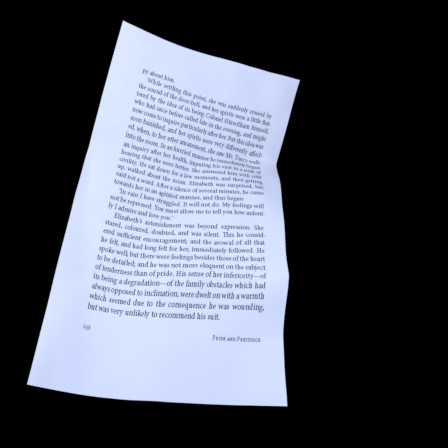 py about him.
While settling this point, she was suddenly roused by
the sound of the door-bell, and her spirits were a little flut-
tered by the idea of its being Colonel Fitzwilliam himself,
who had once before called late in the evening, and might
now come to inquire particularly after her. But this idea was
soon banished, and her spirits were very differently affect-
ed, when, to her utter amazement, she saw Mr. Darcy walk
into the room. In an hurried manner he immediately began
an inquiry after her health, imputing his visit to a wish of
hearing that she were better. She answered him with cold
civility. He sat down for a few moments, and then getting
up, walked about the room. Elizabeth was surprised, but
said not a word. After a silence of several minutes, he came
towards her in an agitated manner, and thus began:
'In vain I have struggled. It will not do. My feelings will
not be repressed. You must allow me to tell you how ardent-
ly I admire and love you.'
Elizabeth's astonishment was beyond expression. She
stared, coloured, doubted, and was silent. This he consid-
ered sufficient encouragement; and the avowal of all that
he felt, and had long felt for her, immediately followed. He
spoke well; but there were feelings besides those of the heart
to be detailed; and he was not more eloquent on the subject
of tenderness than of pride. His sense of her inferiority—of
its being a degradation—of the family obstacles which had
always opposed to inclination, were dwelt on with a warmth
which seemed due to the consequence he was wounding,
but was very unlikely to recommend his suit.
Pride and Prejudice